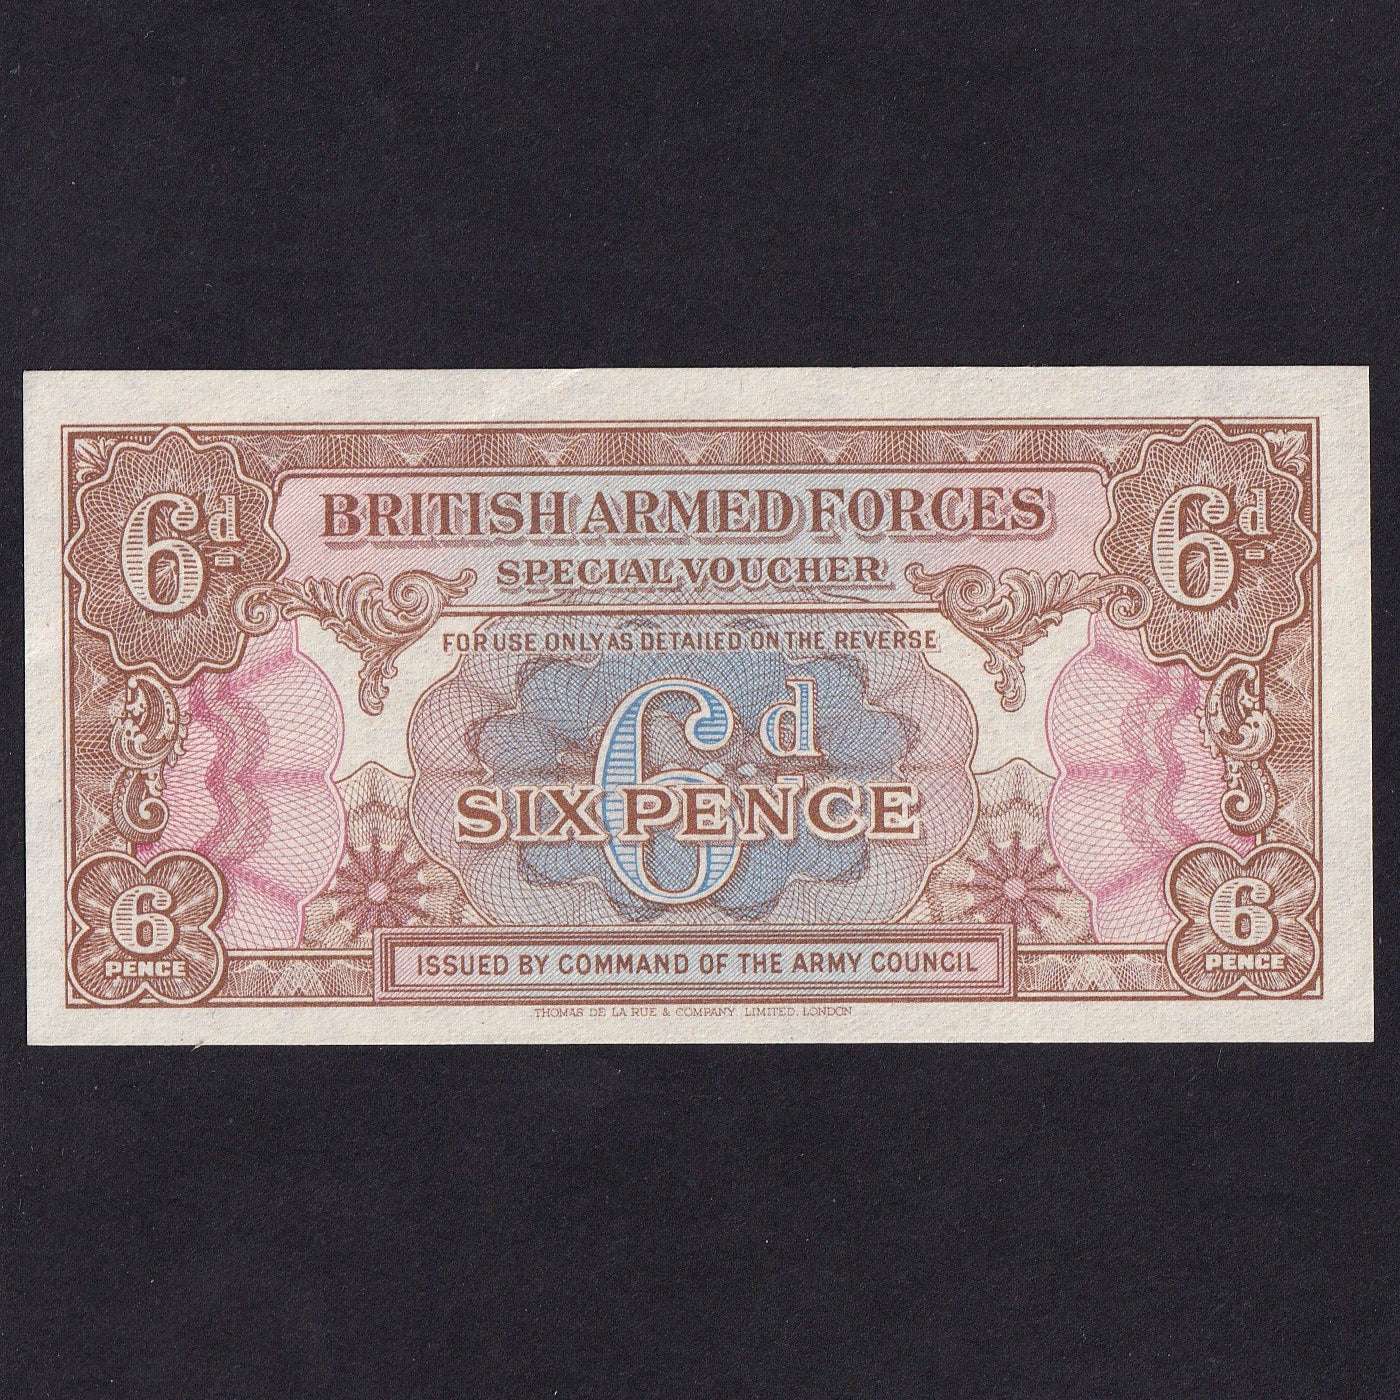 6d
6d
BRITISH ARMED FORCES
SPECIAL VOUCHER
FOR USE ONLY AS DETAILED ON THE REVERSE
6d
SIX PENCE
6
PENCE
6
PENCE
ISSUED BY COMMAND OF THE ARMY COUNCIL
THOMAS DE LA RUE & COMPANY LIMITED. LONDON